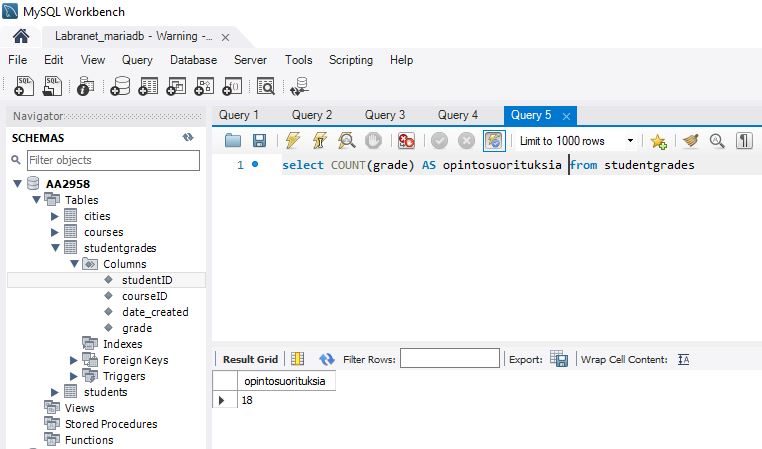 MySQL Workbench
Labranet_mariadb - Warning -... ×
File Edit View Query Database Server Tools Scripting Help
Navigator
SCHEMAS
Filter objects
AA2958
Tables
cities
courses
studentgrades
Columns
studentID
courseID
date_created
grade
Indexes
Foreign Keys
Triggers
students
Views
Stored Procedures
Functions
Query 1 Query 2 Query 3 Query 4 Query 5 ×
Limit to 1000 rows
1 select COUNT(grade) AS opintosuorituksia from studentgrades
Result Grid Filter Rows: Export: Wrap Cell Content:
opintosuorituksia
18